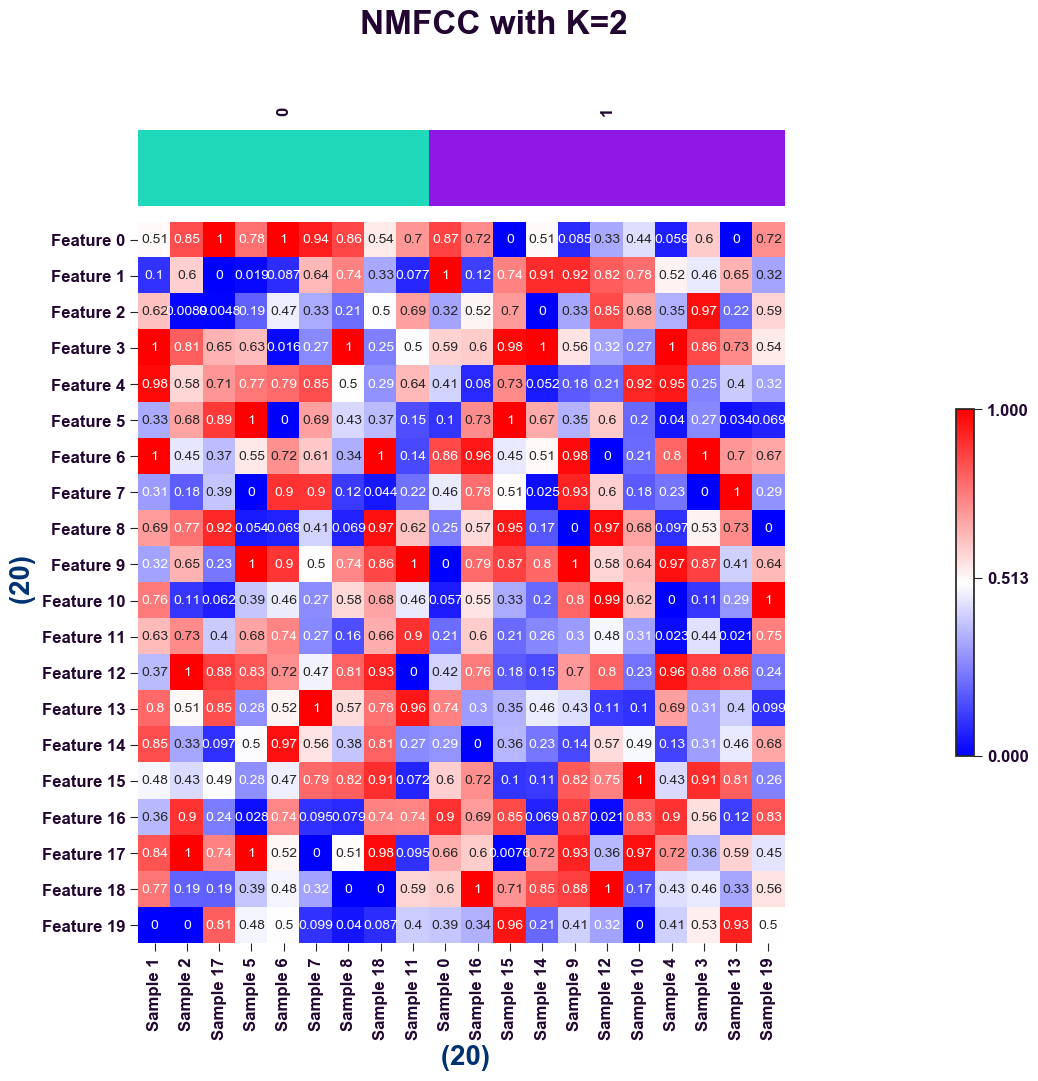 NMFCC with K=2
0 1
Feature 0 0.51 0.85 1 0.78 1 0.94 0.86 0.54 0.7 0.87 0.72 0 0.51 0.085 0.33 0.44 0.059 0.6 0 0.72
Feature 1 0.1 0.6 0 0.019 0.087 0.64 0.74 0.33 0.077 1 0.12 0.74 0.91 0.92 0.82 0.78 0.52 0.46 0.65 0.32
Feature 2 0.62 0.0048 0.19 0.47 0.33 0.21 0.5 0.69 0.32 0.52 0.7 0 0.33 0.85 0.68 0.35 0.97 0.22 0.59
Feature 3 1 0.81 0.65 0.63 0.016 0.27 1 0.25 0.5 0.59 0.6 0.98 1 0.56 0.32 0.27 1 0.86 0.73 0.54
Feature 4 0.98 0.58 0.71 0.77 0.79 0.85 0.5 0.29 0.64 0.41 0.08 0.73 0.052 0.18 0.21 0.92 0.95 0.25 0.4 0.32
Feature 5 0.33 0.68 0.89 1 0 0.69 0.43 0.37 0.15 0.1 0.73 1 0.67 0.35 0.6 0.2 0.04 0.27 0.034 0.069
Feature 6 1 0.45 0.37 0.55 0.72 0.61 0.34 1 0.14 0.86 0.96 0.45 0.51 0.98 0 0.21 0.8 1 0.7 0.67
Feature 7 0.31 0.18 0.39 0 0.9 0.9 0.12 0.044 0.22 0.46 0.78 0.51 0.025 0.93 0.6 0.18 0.23 0 1 0.29
Feature 8 0.69 0.77 0.92 0.054 0.069 0.41 0.069 0.97 0.62 0.25 0.57 0.95 0.17 0 0.97 0.68 0.097 0.53 0.73 0
Feature 9 0.32 0.65 0.23 1 0.9 0.5 0.74 0.86 1 0 0.79 0.87 0.8 1 0.58 0.64 0.97 0.87 0.41 0.64
Feature 10 0.76 0.11 0.062 0.39 0.46 0.27 0.58 0.68 0.46 0.057 0.55 0.33 0.2 0.8 0.99 0.62 0 0.11 0.29 1
Feature 11 0.63 0.73 0.4 0.68 0.74 0.27 0.16 0.66 0.9 0.21 0.6 0.21 0.26 0.3 0.48 0.31 0.023 0.44 0.021 0.75
Feature 12 0.37 1 0.88 0.83 0.72 0.47 0.81 0.93 0 0.42 0.76 0.18 0.15 0.7 0.8 0.23 0.96 0.88 0.86 0.24
Feature 13 0.8 0.51 0.85 0.28 0.52 1 0.57 0.78 0.96 0.74 0.3 0.35 0.46 0.43 0.11 0.1 0.69 0.31 0.4 0.099
Feature 14 0.85 0.33 0.097 0.5 0.97 0.56 0.38 0.81 0.27 0.29 0 0.36 0.23 0.14 0.57 0.49 0.13 0.31 0.46 0.68
Feature 15 0.48 0.43 0.49 0.28 0.47 0.79 0.82 0.91 0.072 0.6 0.72 0.1 0.11 0.82 0.75 1 0.43 0.91 0.81 0.26
Feature 16 0.36 0.9 0.24 0.028 0.74 0.095 0.079 0.74 0.74 0.9 0.69 0.85 0.069 0.87 0.021 0.83 0.9 0.56 0.12 0.83
Feature 17 0.84 1 0.74 1 0.52 0 0.51 0.98 0.095 0.66 0.6 0.0076 0.72 0.93 0.36 0.97 0.72 0.36 0.59 0.45
Feature 18 0.77 0.19 0.19 0.39 0.48 0.32 0 0 0.59 0.6 1 0.71 0.85 0.88 1 0.17 0.43 0.46 0.33 0.56
Feature 19 0 0 0.81 0.48 0.5 0.099 0.04 0.087 0.4 0.39 0.34 0.96 0.21 0.41 0.32 0 0.41 0.53 0.93 0.5
(20)
Sample 1 Sample 2 Sample 17 Sample 5 Sample 6 Sample 7 Sample 8 Sample 18 Sample 11 Sample 0 Sample 16 Sample 15 Sample 14 Sample 9 Sample 12 Sample 10 Sample 4 Sample 3 Sample 13 Sample 19
(20)
1.000
0.513
0.000